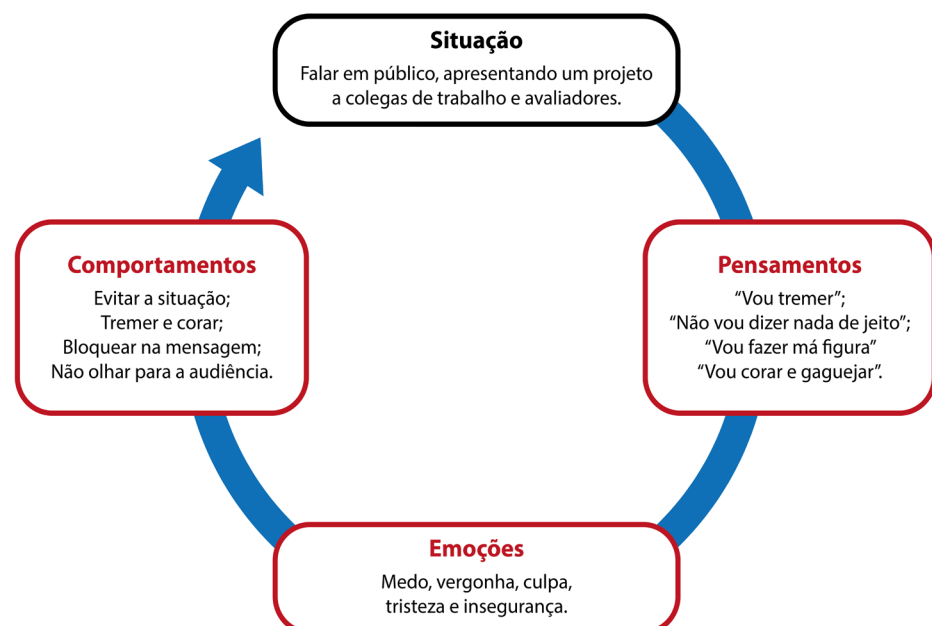 Situação
Falar em público, apresentando um projeto
a colegas de trabalho e avaliadores.
Pensamentos
“Vou tremer”;
“Não vou dizer nada de jeito”;
“Vou fazer má figura”
“Vou corar e gaguejar”.
Emoções
Medo, vergonha, culpa,
tristeza e insegurança.
Comportamentos
Evitar a situação;
Tremer e corar;
Bloquear na mensagem;
Não olhar para a audiência.